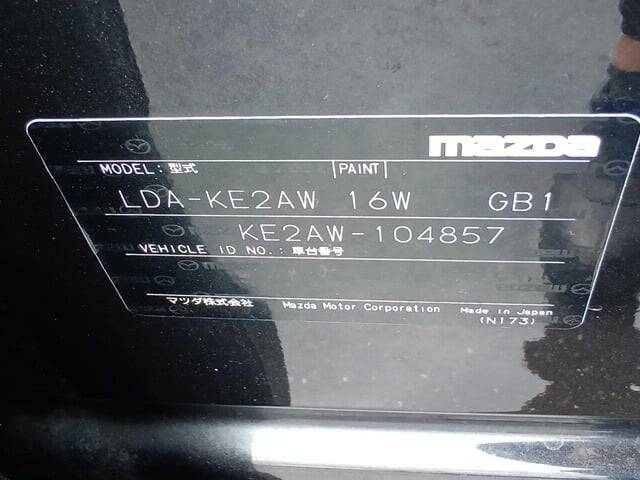 mazda
MODEL:型式 |PAINT|
LDA-KE2AW 16W GB1
KE2AW-104857
VEHICLE ID NO.:車台番号
マツダ株式会社 Mazda Motor Corporation Made in Japan
(N173)